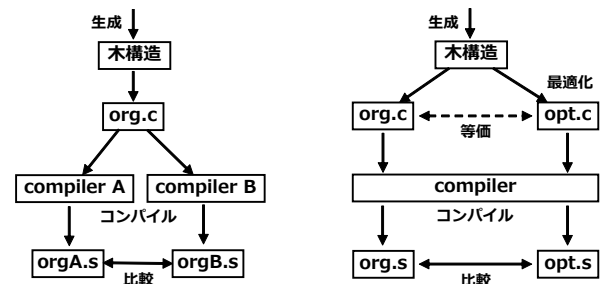 生成
木構造
org.c
compiler A
compiler B
コンパイル
orgA.s
orgB.s
比較
生成
木構造
最適化
org.c
opt.c
等価
compiler
コンパイル
org.s
opt.s
比較